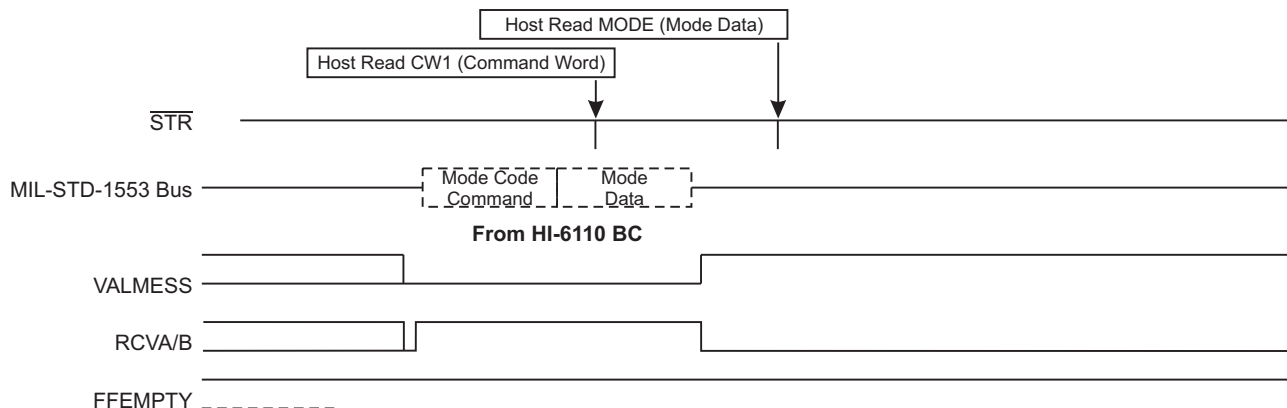 Host Read MODE (Mode Data)
Host Read CW1 (Command Word)
STR
MIL-STD-1553 Bus
Mode Code
Command
Mode
Data
From HI-6110 BC
VALMESS
RCVA/B
FFEMPTY